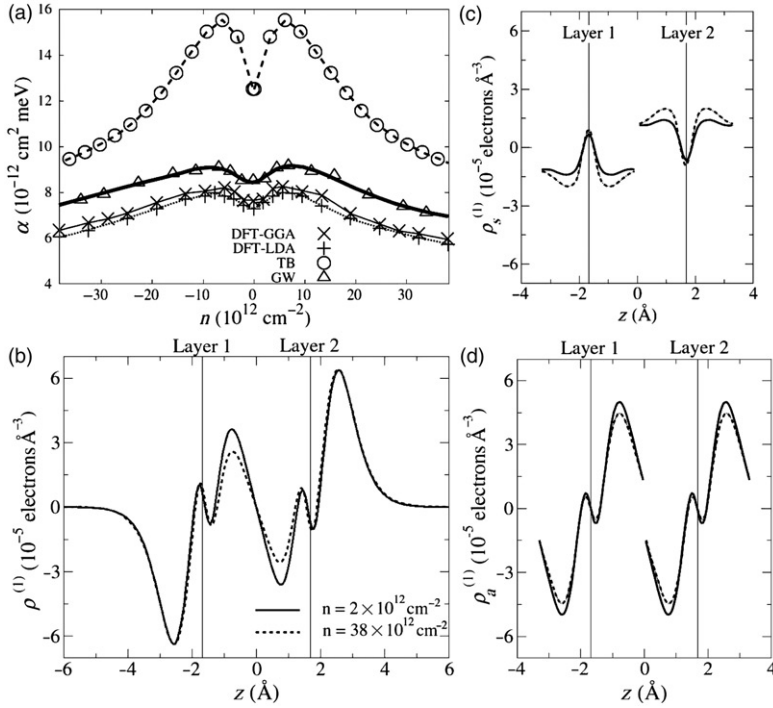 (a)
16
14
12
10
8
6
4
α (10⁻¹² cm² meV)
DFT-GGA
DFT-LDA
TB
GW
−30 −20 −10 0 10 20 30
n (10¹² cm⁻²)
(c)
Layer 1 Layer 2
6
3
0
−3
−6
ρₛ⁽¹⁾ (10⁻⁵ electrons Å⁻³)
−4 −2 0 2 4
z (Å)
(b)
Layer 1 Layer 2
6
3
0
−3
−6
ρ⁽¹⁾ (10⁻⁵ electrons Å⁻³)
n = 2 × 10¹² cm⁻²
n = 38 × 10¹² cm⁻²
−6 −4 −2 0 2 4 6
z (Å)
(d)
Layer 1 Layer 2
6
3
0
−3
−6
ρₐ⁽¹⁾ (10⁻⁵ electrons Å⁻³)
−4 −2 0 2 4
z (Å)